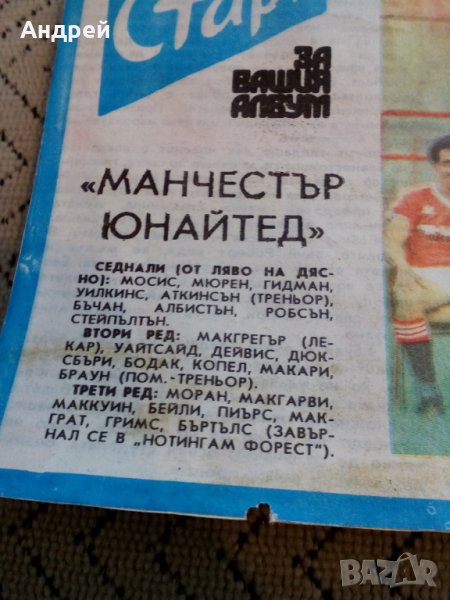 Андрей
Старт
ЗА
ВАШИЯ
АЛБУМ
«МАНЧЕСТЪР
ЮНАЙТЕД»
СЕДНАЛИ (ОТ ЛЯВО НА ДЯС-
НО): МОСИС, МЮРЕН, ГИДМАН,
УИЛКИНС, АТКИНСЪН (ТРЕНЬОР),
БЪЧАН, АЛБИСТЪН, РОБСЪН,
СТЕЙПЪЛТЪН.
ВТОРИ РЕД: МАКГРЕГЪР (ЛЕ-
КАР), УАЙТСАЙД, ДЕЙВИС, ДЮК-
СБЪРИ, БОДАК, КОПЕЛ, МАКАРИ,
БРАУН (ПОМ.-ТРЕНЬОР).
ТРЕТИ РЕД: МОРАН, МАКГАРВИ,
МАККУИН, БЕЙЛИ, ПИЪРС, МАК-
ГРАТ, ГРИМС, БЪРТЪЛС (ЗАВЪР-
НАЛ СЕ В „НОТИНГАМ ФОРЕСТ").
BAZAR